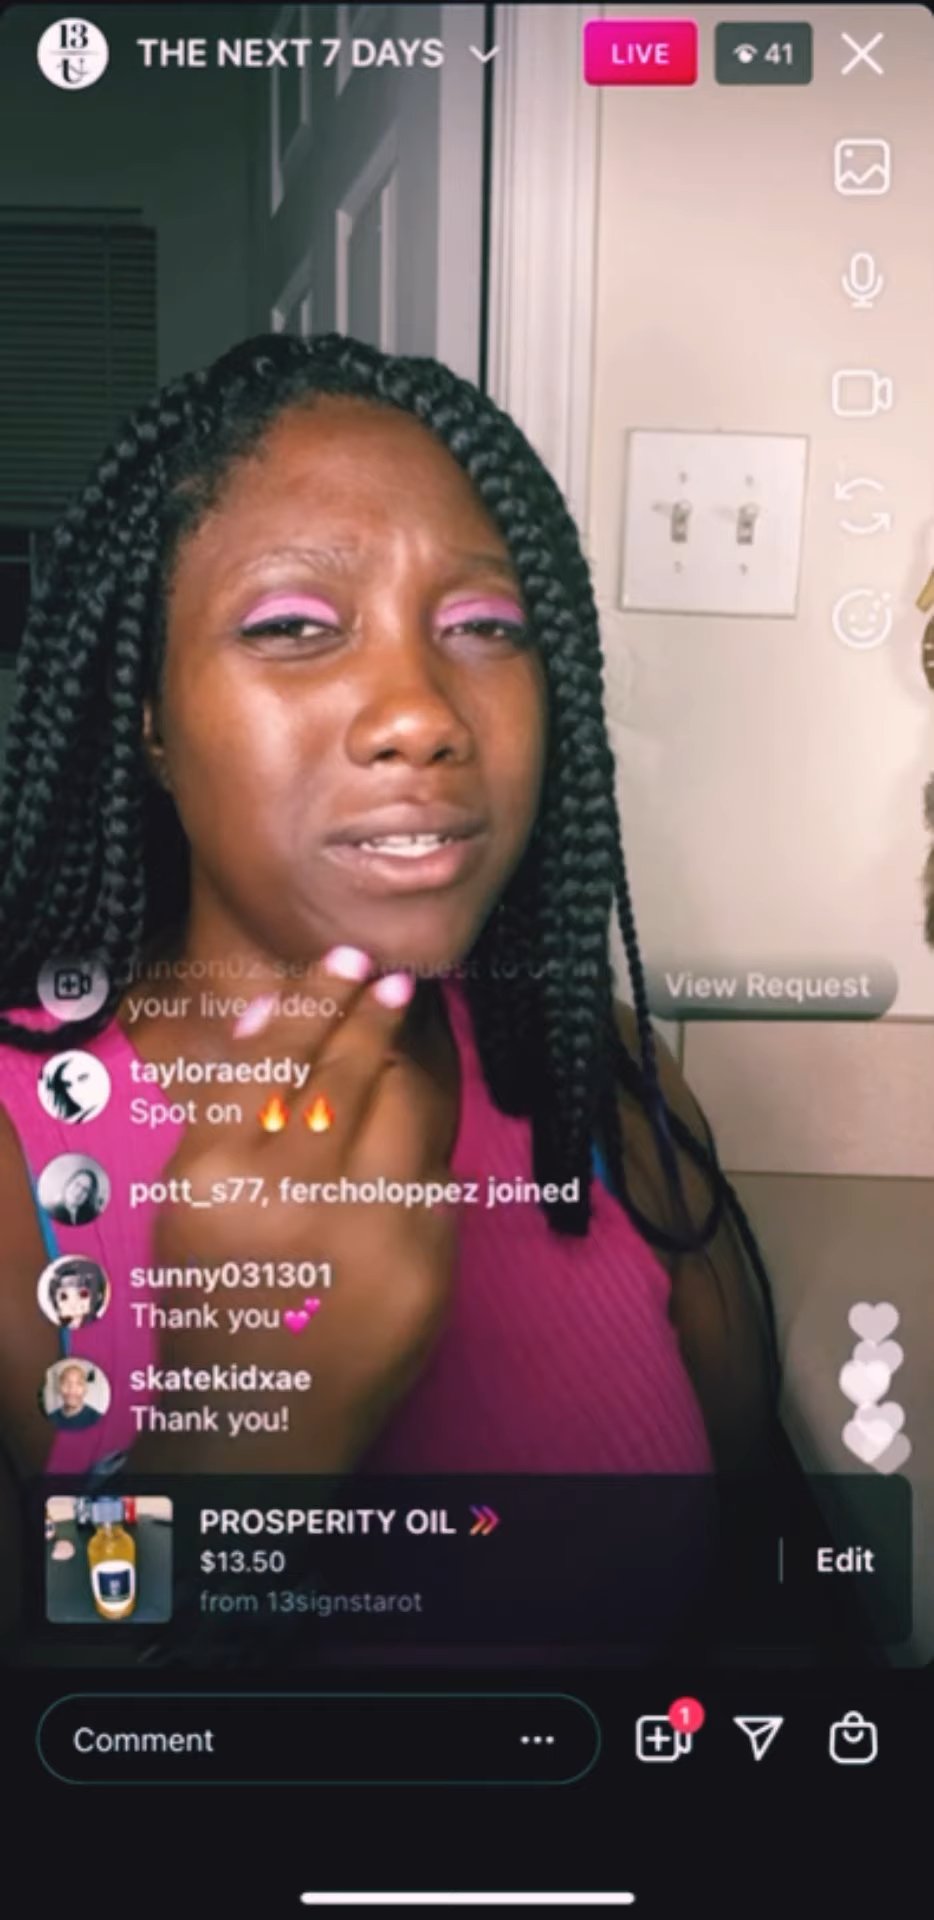 13
THE NEXT 7 DAYS
LIVE
41
View Request
your live video.
tayloraeddy
Spot on 🔥🔥
pott_s77, fercholoppez joined
sunny031301
Thank you💕
skatekidxae
Thank you!
PROSPERITY OIL
$13.50
from 13signstarot
Edit
Comment
1